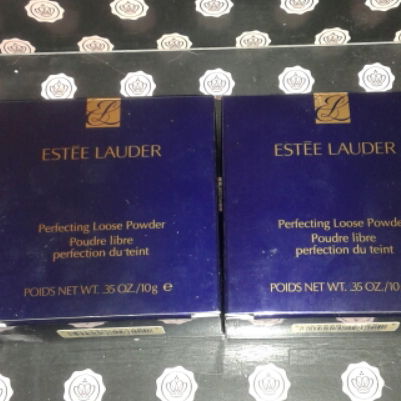 ESTĒE LAUDER
Perfecting Loose Powder
Poudre libre
perfection du teint
POIDS NET WT. .35 OZ./10g e
ESTĒE LAUDER
Perfecting Loose Powde
Poudre libre
perfection du teint
POIDS NET WT. .35 OZ./10